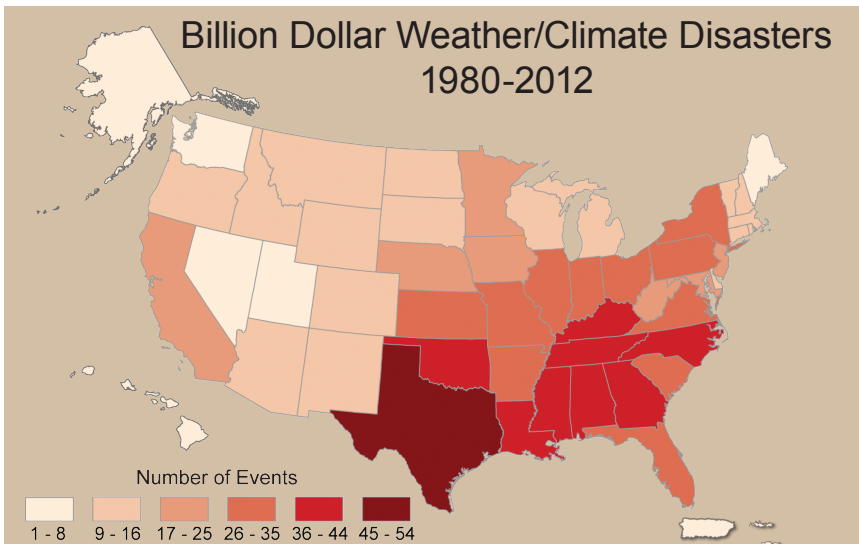 Billion Dollar Weather/Climate Disasters
1980-2012
Number of Events
1 - 8 9 - 16 17 - 25 26 - 35 36 - 44 45 - 54